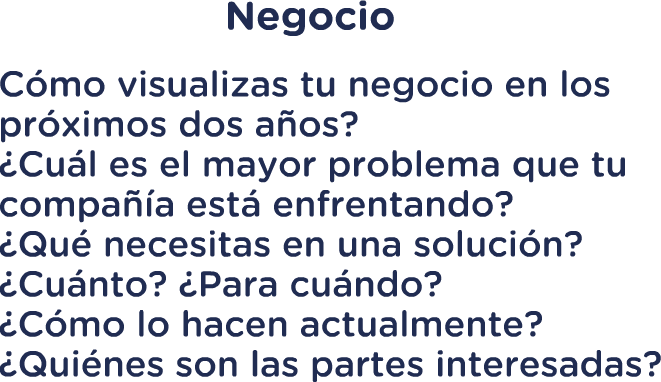 Negocio
Cómo visualizas tu negocio en los
próximos dos años?
¿Cuál es el mayor problema que tu
compañía está enfrentando?
¿Qué necesitas en una solución?
¿Cuánto? ¿Para cuándo?
¿Cómo lo hacen actualmente?
¿Quiénes son las partes interesadas?